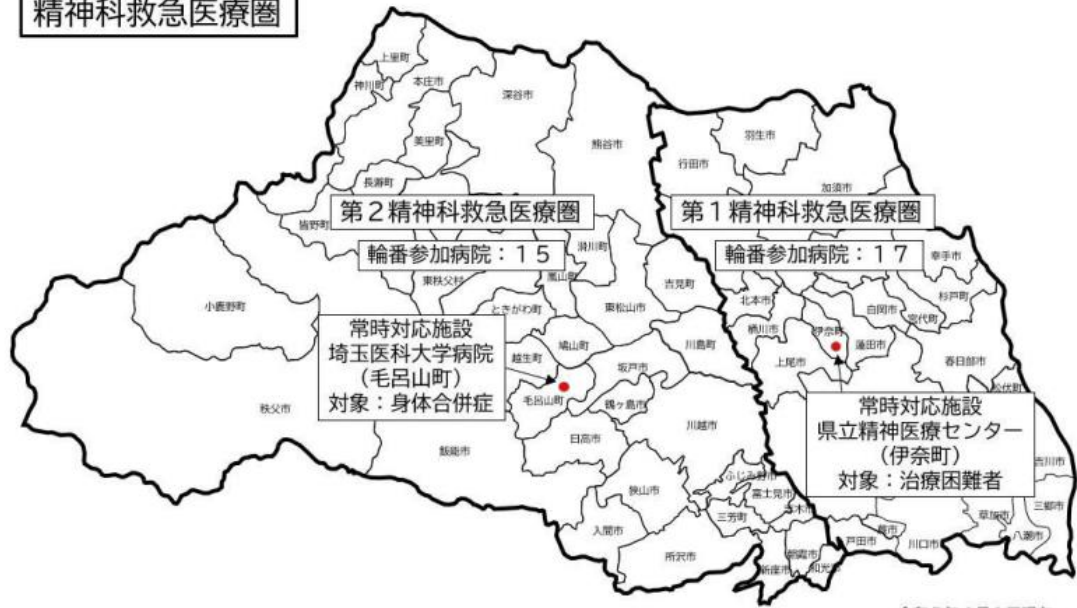 精神科救急医療圏
上里町
神川町
本庄市
深谷市
美里町
熊谷市
長瀞町
皆野町
第2精神科救急医療圏
輪番参加病院：15
滑川町
嵐山町
東秩父村
ときがわ町
東松山市
吉見町
小鹿野町
秩父市
常時対応施設
埼玉医科大学病院
（毛呂山町）
対象：身体合併症
越生町
鳩山町
毛呂山町
坂戸市
鶴ヶ島市
川島町
日高市
飯能市
川越市
狭山市
入間市
所沢市
ふじみ野市
富士見市
三芳町
志木市
朝霞市
新座市
和光市
行田市
羽生市
加須市
第1精神科救急医療圏
輪番参加病院：17
幸手市
杉戸町
宮代町
白岡市
北本市
桶川市
伊奈町
蓮田市
上尾市
春日部市
松伏町
常時対応施設
県立精神医療センター
（伊奈町）
対象：治療困難者
吉川市
三郷市
草加市
八潮市
川口市
蕨市
戸田市